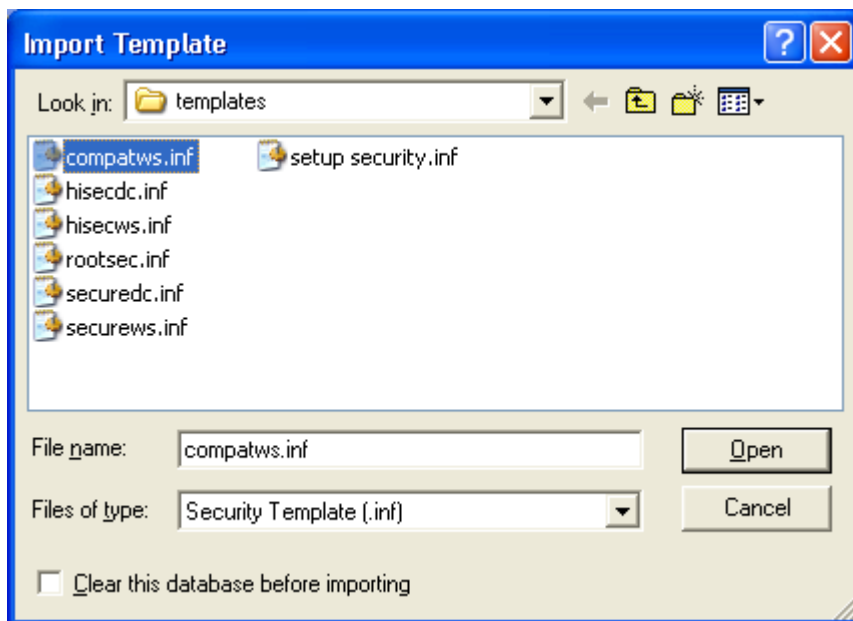 Import Template
Look in: templates
compatws.inf setup security.inf
hisecdc.inf
hisecws.inf
rootsec.inf
securedc.inf
securews.inf
File name: compatws.inf Open
Files of type: Security Template (.inf) Cancel
Clear this database before importing